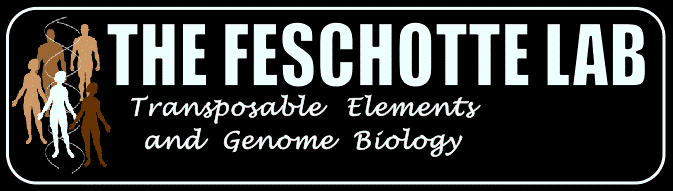 THE FESCHOTTE LAB
Transposable Elements
and Genome Biology